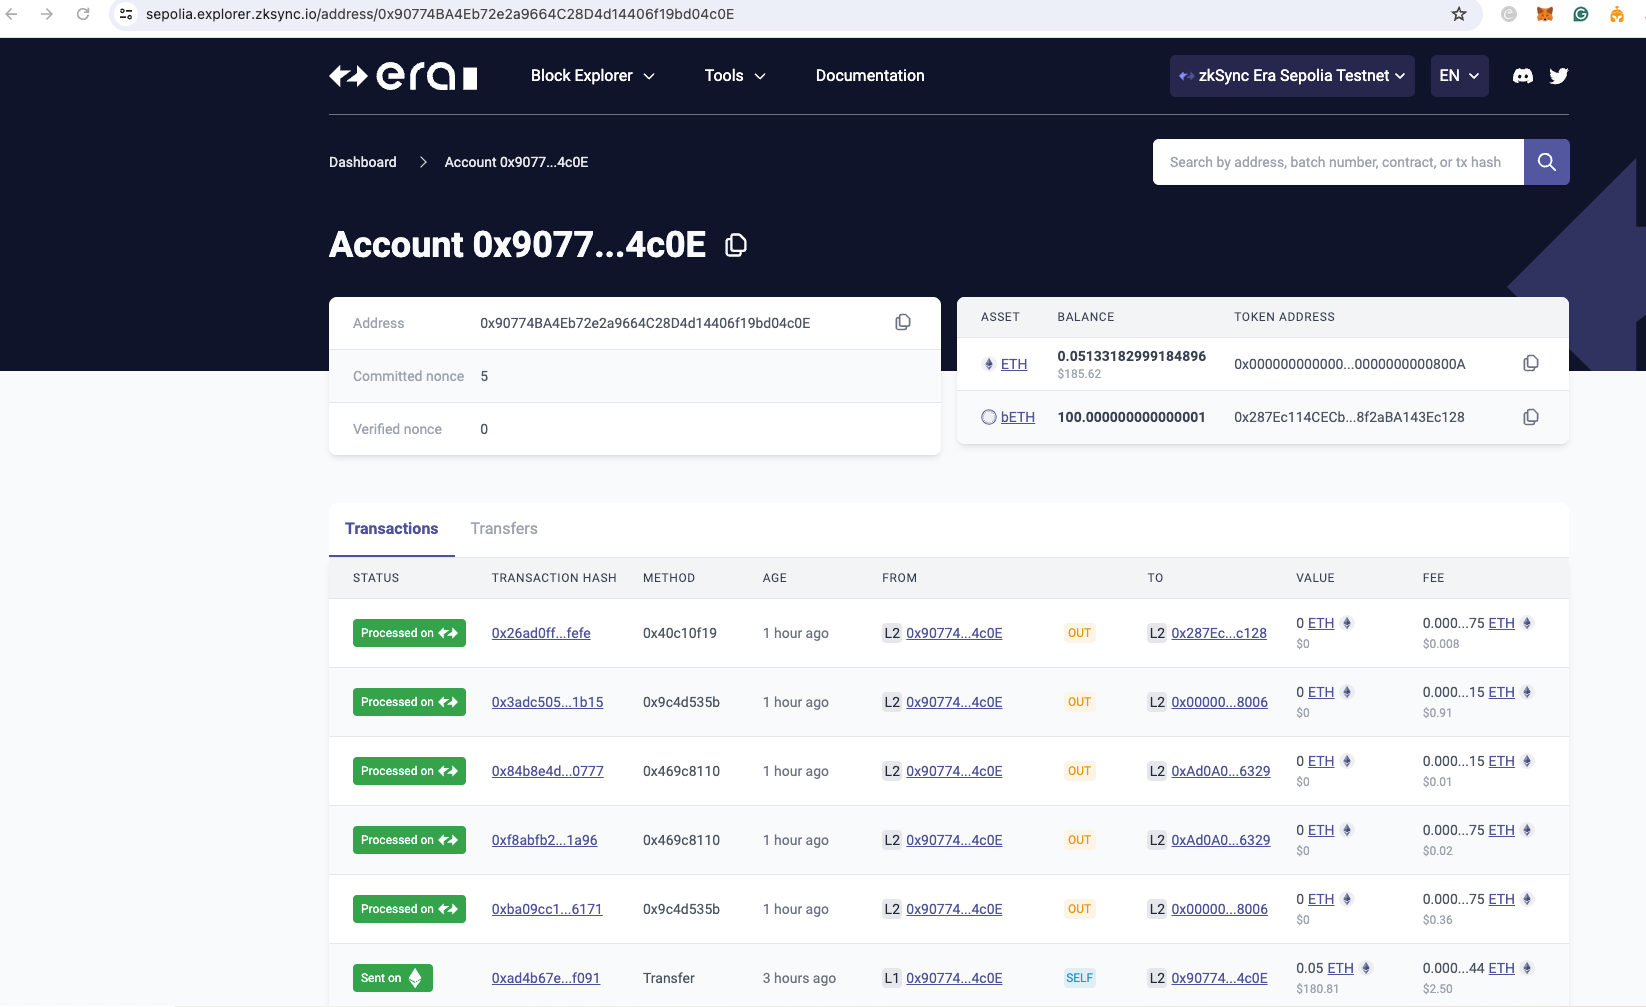 sepolia.explorer.zksync.io/address/0x90774BA4Eb72e2a9664C28D4d14406f19bd04c0E
era
Block Explorer
Tools
Documentation
zkSync Era Sepolia Testnet
EN
Dashboard > Account 0x9077...4c0E
Search by address, batch number, contract, or tx hash
Account 0x9077...4c0E
Address 0x90774BA4Eb72e2a9664C28D4d14406f19bd04c0E
Committed nonce 5
Verified nonce 0
ASSET BALANCE TOKEN ADDRESS
ETH 0.05133182999184896 0x000000000000...0000000000800A
$185.62
bETH 100.000000000000001 0x287Ec114CECb...8f2aBA143Ec128
Transactions Transfers
STATUS TRANSACTION HASH METHOD AGE FROM TO VALUE FEE
Processed on 0x26ad0ff...fefe 0x40c10f19 1 hour ago L2 0x90774...4c0E OUT L2 0x287Ec...c128 0 ETH 0.000...75 ETH
$0 $0.008
Processed on 0x3adc505...1b15 0x9c4d535b 1 hour ago L2 0x90774...4c0E OUT L2 0x00000...8006 0 ETH 0.000...15 ETH
$0 $0.91
Processed on 0x84b8e4d...0777 0x469c8110 1 hour ago L2 0x90774...4c0E OUT L2 0xAd0A0...6329 0 ETH 0.000...15 ETH
$0 $0.01
Processed on 0xf8abfb2...1a96 0x469c8110 1 hour ago L2 0x90774...4c0E OUT L2 0xAd0A0...6329 0 ETH 0.000...75 ETH
$0 $0.02
Processed on 0xba09cc1...6171 0x9c4d535b 1 hour ago L2 0x90774...4c0E OUT L2 0x00000...8006 0 ETH 0.000...75 ETH
$0 $0.36
Sent on 0xad4b67e...f091 Transfer 3 hours ago L1 0x90774...4c0E SELF L2 0x90774...4c0E 0.05 ETH 0.000...44 ETH
$180.81 $2.50